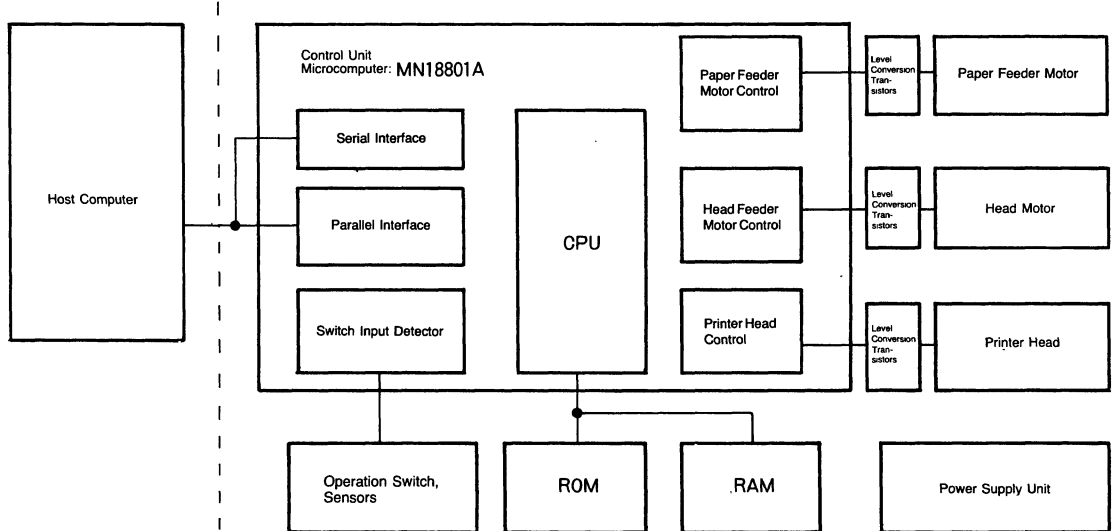 Host Computer
Control Unit
Microcomputer: MN18801A
Serial Interface
Parallel Interface
Switch Input Detector
CPU
Paper Feeder
Motor Control
Head Feeder
Motor Control
Printer Head
Control
Level
Conversion
Tran-
sistors
Paper Feeder Motor
Level
Conversion
Tran-
sistors
Head Motor
Level
Conversion
Tran-
sistors
Printer Head
Operation Switch,
Sensors
ROM
RAM
Power Supply Unit